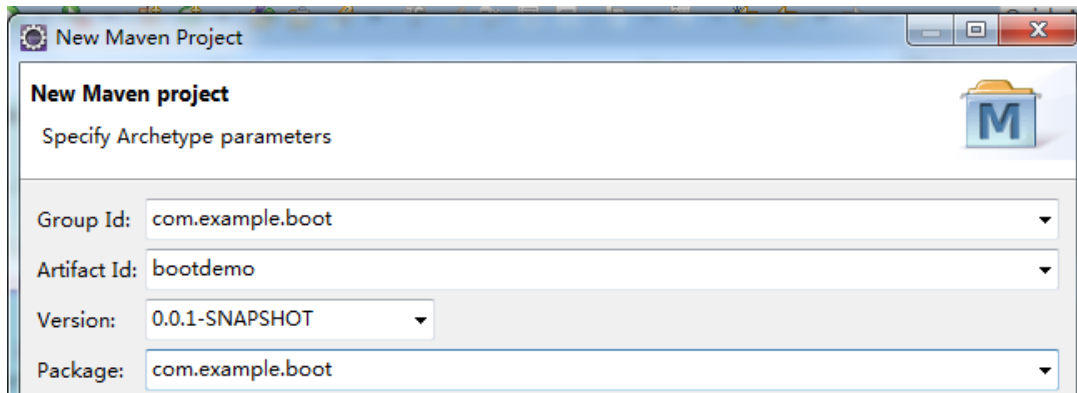 New Maven Project
New Maven project
Specify Archetype parameters
M
Group Id: com.example.boot
Artifact Id: bootdemo
Version: 0.0.1-SNAPSHOT
Package: com.example.boot